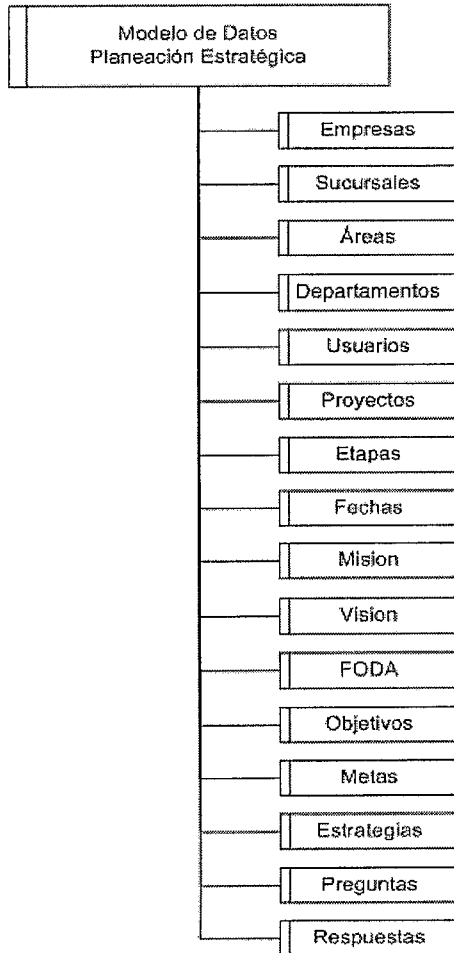 Modelo de Datos
Planeación Estratégica
Empresas
Sucursales
Áreas
Departamentos
Usuarios
Proyectos
Etapas
Fechas
Mision
Vision
FODA
Objetivos
Metas
Estrategias
Preguntas
Respuestas